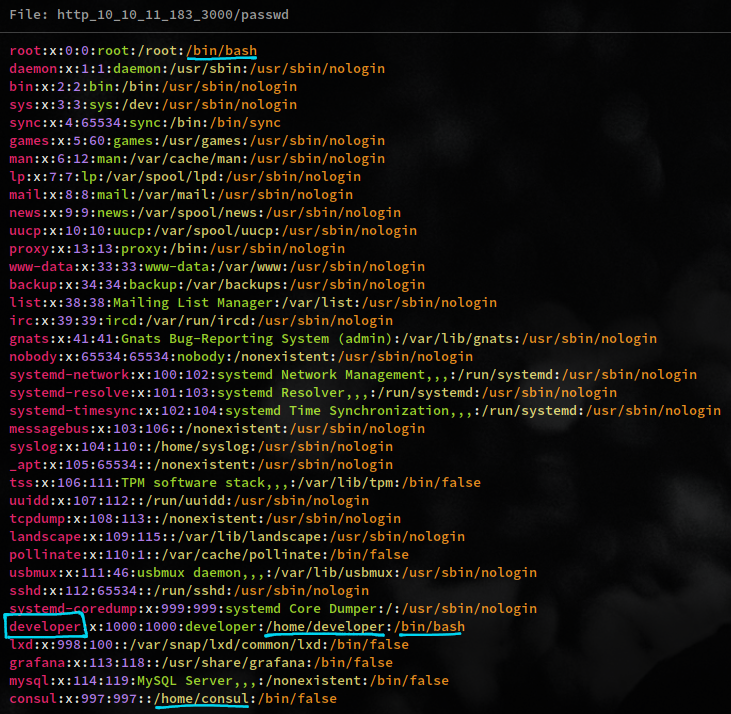 File: http_10_10_11_183_3000/passwd
root:x:0:0:root:/root:/bin/bash
daemon:x:1:1:daemon:/usr/sbin:/usr/sbin/nologin
bin:x:2:2:bin:/bin:/usr/sbin/nologin
sys:x:3:3:sys:/dev:/usr/sbin/nologin
sync:x:4:65534:sync:/bin:/bin/sync
games:x:5:60:games:/usr/games:/usr/sbin/nologin
man:x:6:12:man:/var/cache/man:/usr/sbin/nologin
lp:x:7:7:lp:/var/spool/lpd:/usr/sbin/nologin
mail:x:8:8:mail:/var/mail:/usr/sbin/nologin
news:x:9:9:news:/var/spool/news:/usr/sbin/nologin
uucp:x:10:10:uucp:/var/spool/uucp:/usr/sbin/nologin
proxy:x:13:13:proxy:/bin:/usr/sbin/nologin
www-data:x:33:33:www-data:/var/www:/usr/sbin/nologin
backup:x:34:34:backup:/var/backups:/usr/sbin/nologin
list:x:38:38:Mailing List Manager:/var/list:/usr/sbin/nologin
irc:x:39:39:ircd:/var/run/ircd:/usr/sbin/nologin
gnats:x:41:41:Gnats Bug-Reporting System (admin):/var/lib/gnats:/usr/sbin/nologin
nobody:x:65534:65534:nobody:/nonexistent:/usr/sbin/nologin
systemd-network:x:100:102:systemd Network Management,,,:/run/systemd:/usr/sbin/nologin
systemd-resolve:x:101:103:systemd Resolver,,,:/run/systemd:/usr/sbin/nologin
systemd-timesync:x:102:104:systemd Time Synchronization,,,:/run/systemd:/usr/sbin/nologin
messagebus:x:103:106::/nonexistent:/usr/sbin/nologin
syslog:x:104:110::/home/syslog:/usr/sbin/nologin
_apt:x:105:65534::/nonexistent:/usr/sbin/nologin
tss:x:106:111:TPM software stack,,,:/var/lib/tpm:/bin/false
uuidd:x:107:112::/run/uuidd:/usr/sbin/nologin
tcpdump:x:108:113::/nonexistent:/usr/sbin/nologin
landscape:x:109:115::/var/lib/landscape:/usr/sbin/nologin
pollinate:x:110:1::/var/cache/pollinate:/bin/false
usbmux:x:111:46:usbmux daemon,,,:/var/lib/usbmux:/usr/sbin/nologin
sshd:x:112:65534::/run/sshd:/usr/sbin/nologin
systemd-coredump:x:999:999:systemd Core Dumper:/:/usr/sbin/nologin
developer:x:1000:1000:developer:/home/developer:/bin/bash
lxd:x:998:100::/var/snap/lxd/common/lxd:/bin/false
grafana:x:113:118::/usr/share/grafana:/bin/false
mysql:x:114:119:MySQL Server,,,:/nonexistent:/bin/false
consul:x:997:997::/home/consul:/bin/false